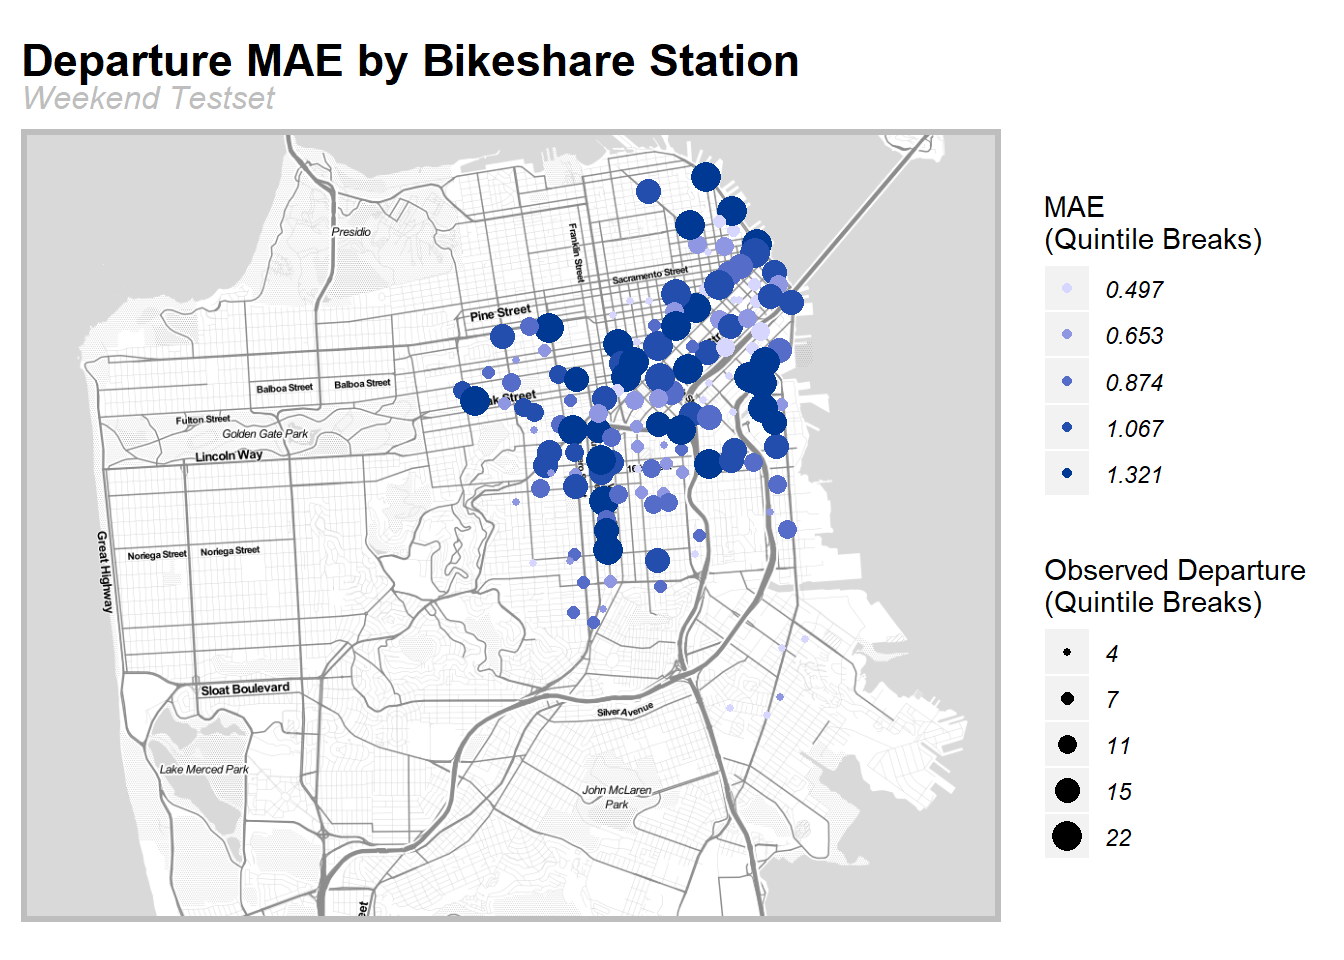 Departure MAE by Bikeshare Station
Weekend Testset
Presidio
Franklin Street
Sacramento Street
Pine Street
Balboa Street
Balboa Street
Fulton Street
Golden Gate Park
Lincoln Way
Great Highway
Noriega Street
Noriega Street
Sloat Boulevard
Silver Avenue
Lake Merced Park
John McLaren
Park
MAE
(Quintile Breaks)
0.497
0.653
0.874
1.067
1.321
Observed Departure
(Quintile Breaks)
4
7
11
15
22